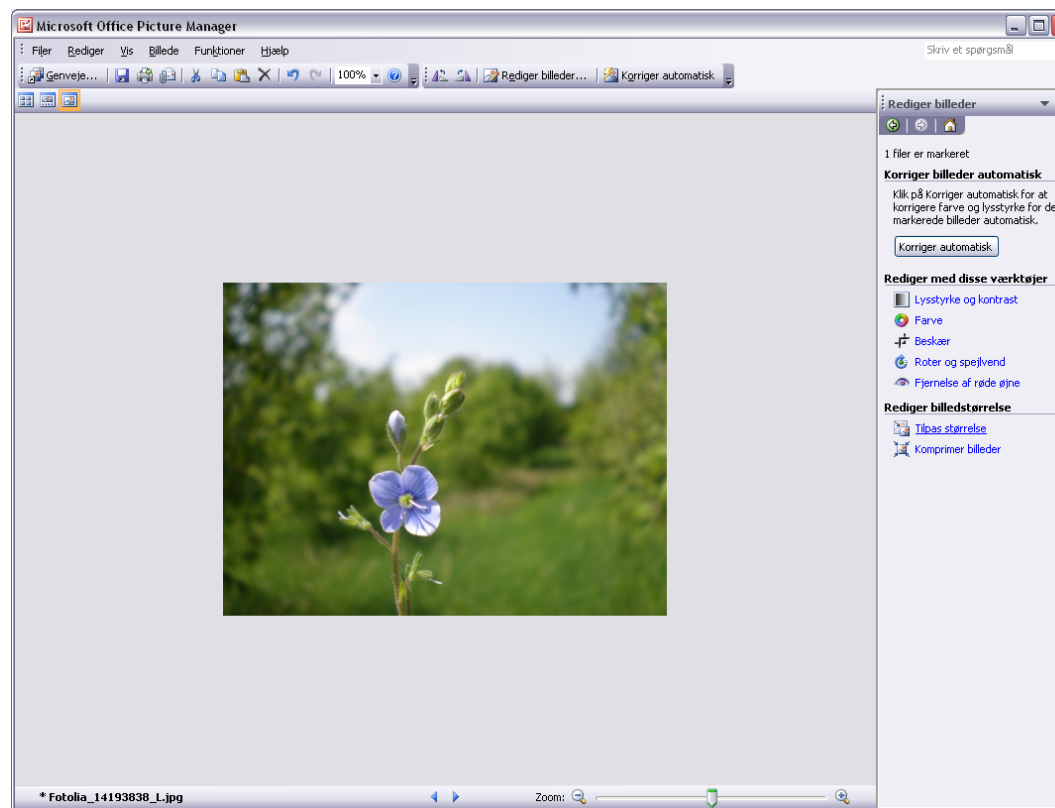 Microsoft Office Picture Manager
Filer Rediger Vis Billede Funktioner Hjælp Skriv et spørgsmål
Genveje... 100% Rediger billeder... Korriger automatisk
Rediger billeder
1 filer er markeret
Korriger billeder automatisk
Klik på Korriger automatisk for at
korrigere farve og lysstyrke for de
markerede billeder automatisk.
Korriger automatisk
Rediger med disse værktøjer
Lysstyrke og kontrast
Farve
Beskær
Roter og spejlvend
Fjernelse af røde øjne
Rediger billedstørrelse
Tilpas størrelse
Komprimer billeder
* Fotolia_14193838_L.jpg Zoom: